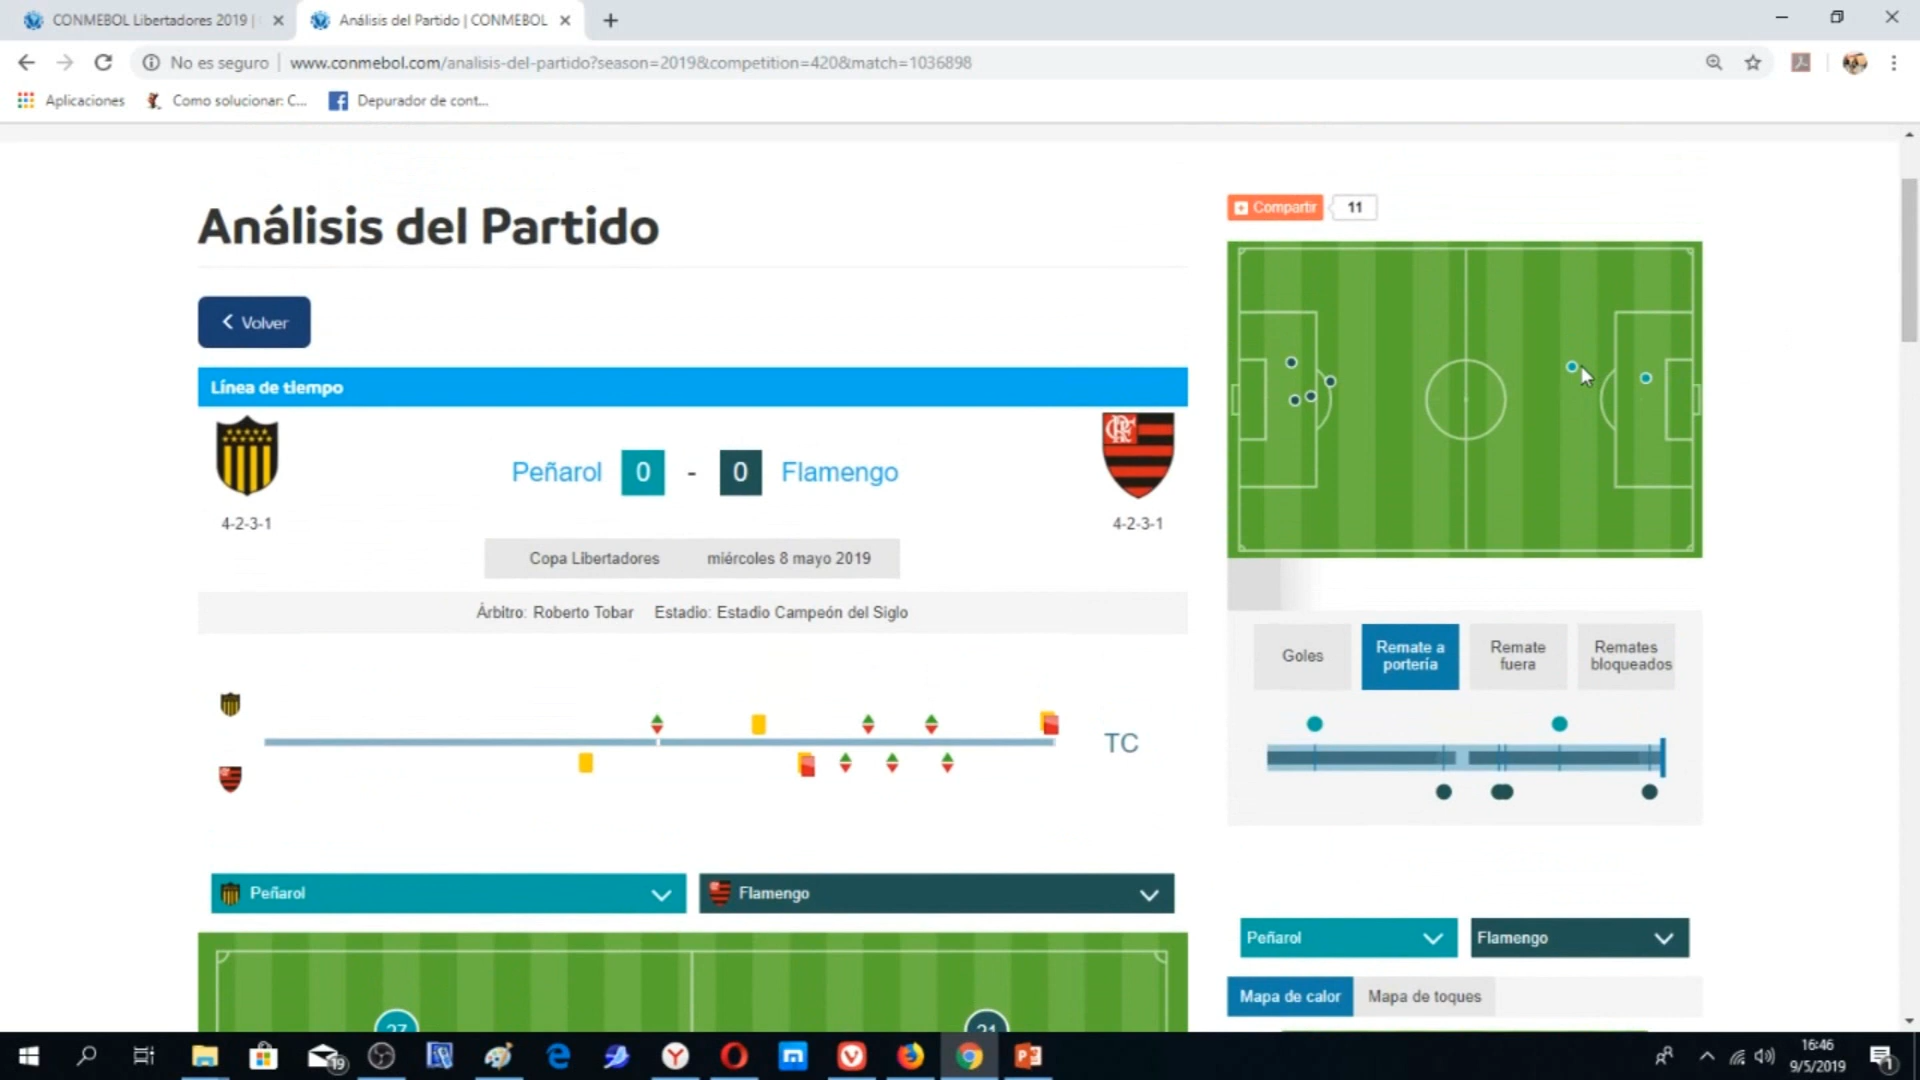 CONMEBOL Libertadores 2019 |
Análisis del Partido | CONMEBOL
No es seguro | www.conmebol.com/analisis-del-partido?season=2019&competition=420&match=1036898
Aplicaciones
Como solucionar: C...
Depurador de cont...
Análisis del Partido
Compartir
11
Volver
Línea de tiempo
Peñarol 0 - 0 Flamengo
4-2-3-1
4-2-3-1
Copa Libertadores miércoles 8 mayo 2019
Árbitro: Roberto Tobar Estadio: Estadio Campeón del Siglo
TC
Goles
Remate a
portería
Remate
fuera
Remates
bloqueados
Peñarol
Flamengo
Peñarol
Flamengo
Mapa de calor
Mapa de toques
27
21
19
16:46
9/5/2019
1